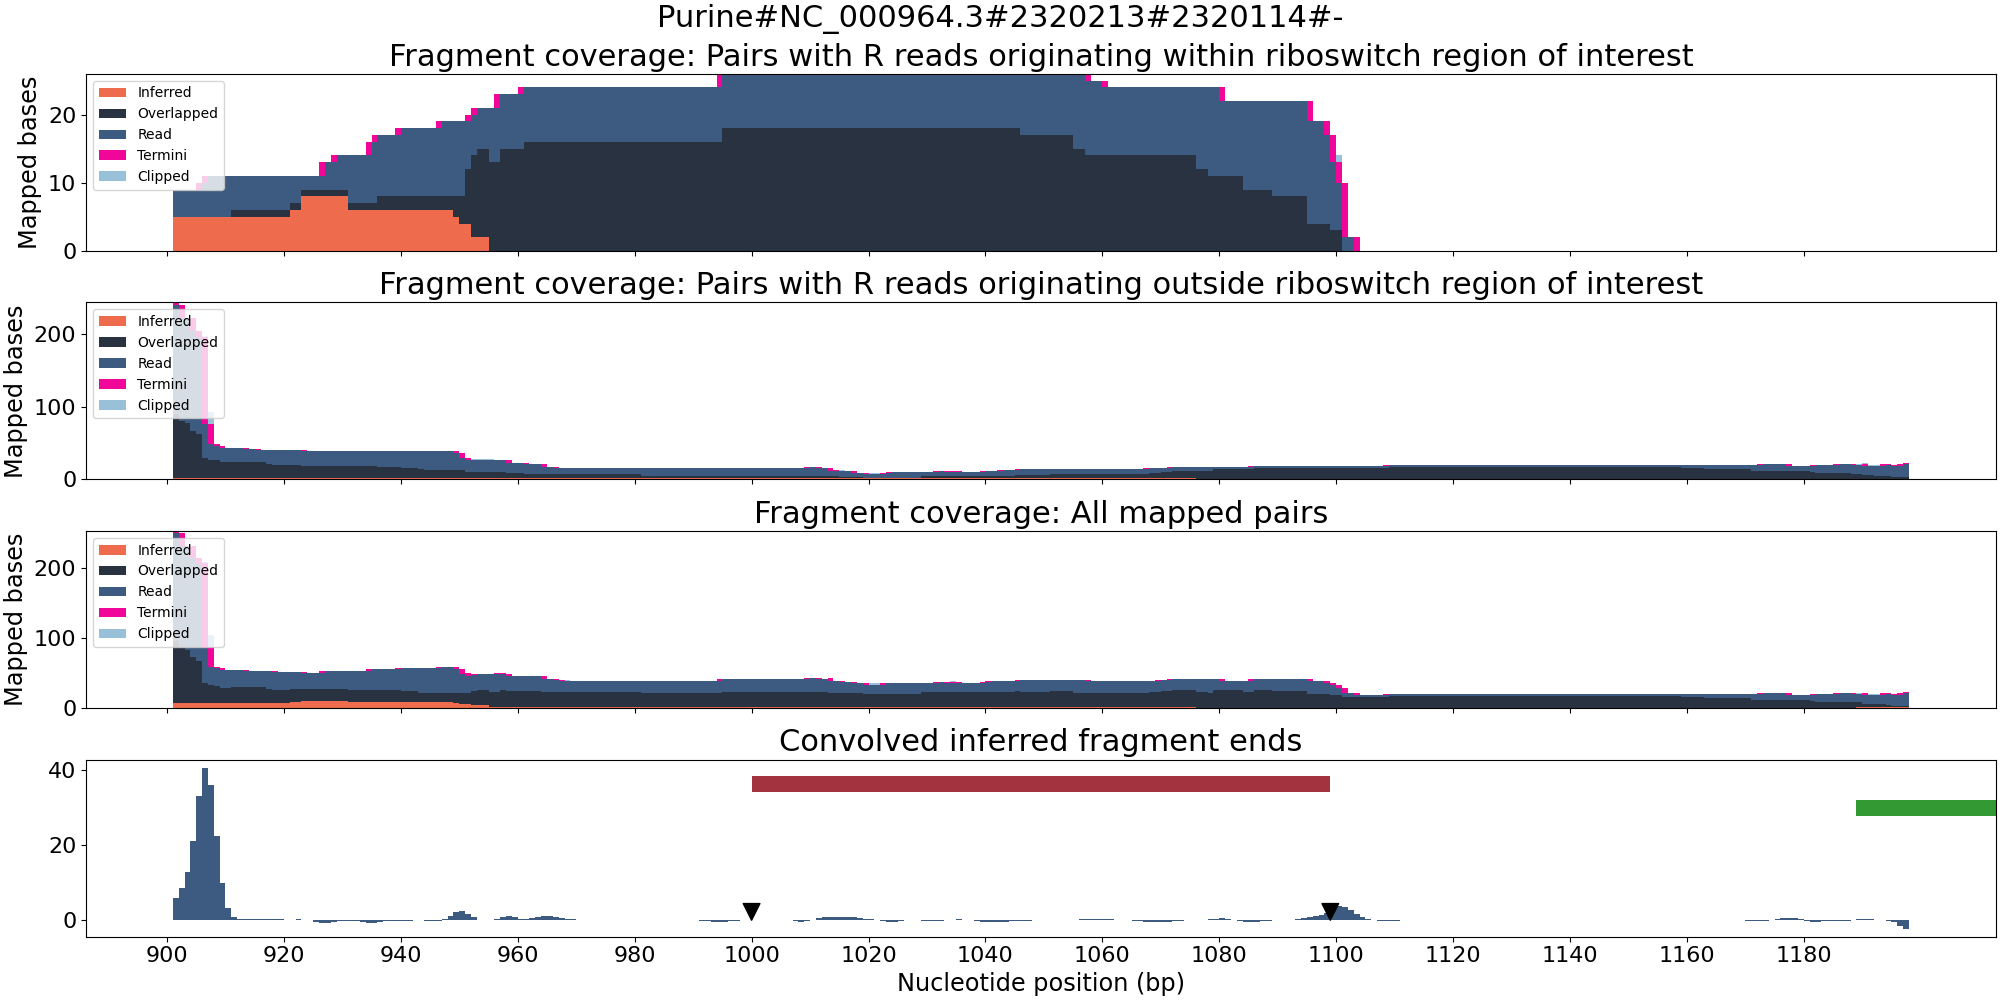 Purine#NC_000964.3#2320213#2320114#-
Fragment coverage: Pairs with R reads originating within riboswitch region of interest
Mapped bases
20
10
0
Inferred
Overlapped
Read
Termini
Clipped
Fragment coverage: Pairs with R reads originating outside riboswitch region of interest
Mapped bases
200
100
0
Inferred
Overlapped
Read
Termini
Clipped
Fragment coverage: All mapped pairs
Mapped bases
200
100
0
Inferred
Overlapped
Read
Termini
Clipped
Convolved inferred fragment ends
40
20
0
900 920 940 960 980 1000 1020 1040 1060 1080 1100 1120 1140 1160 1180
Nucleotide position (bp)